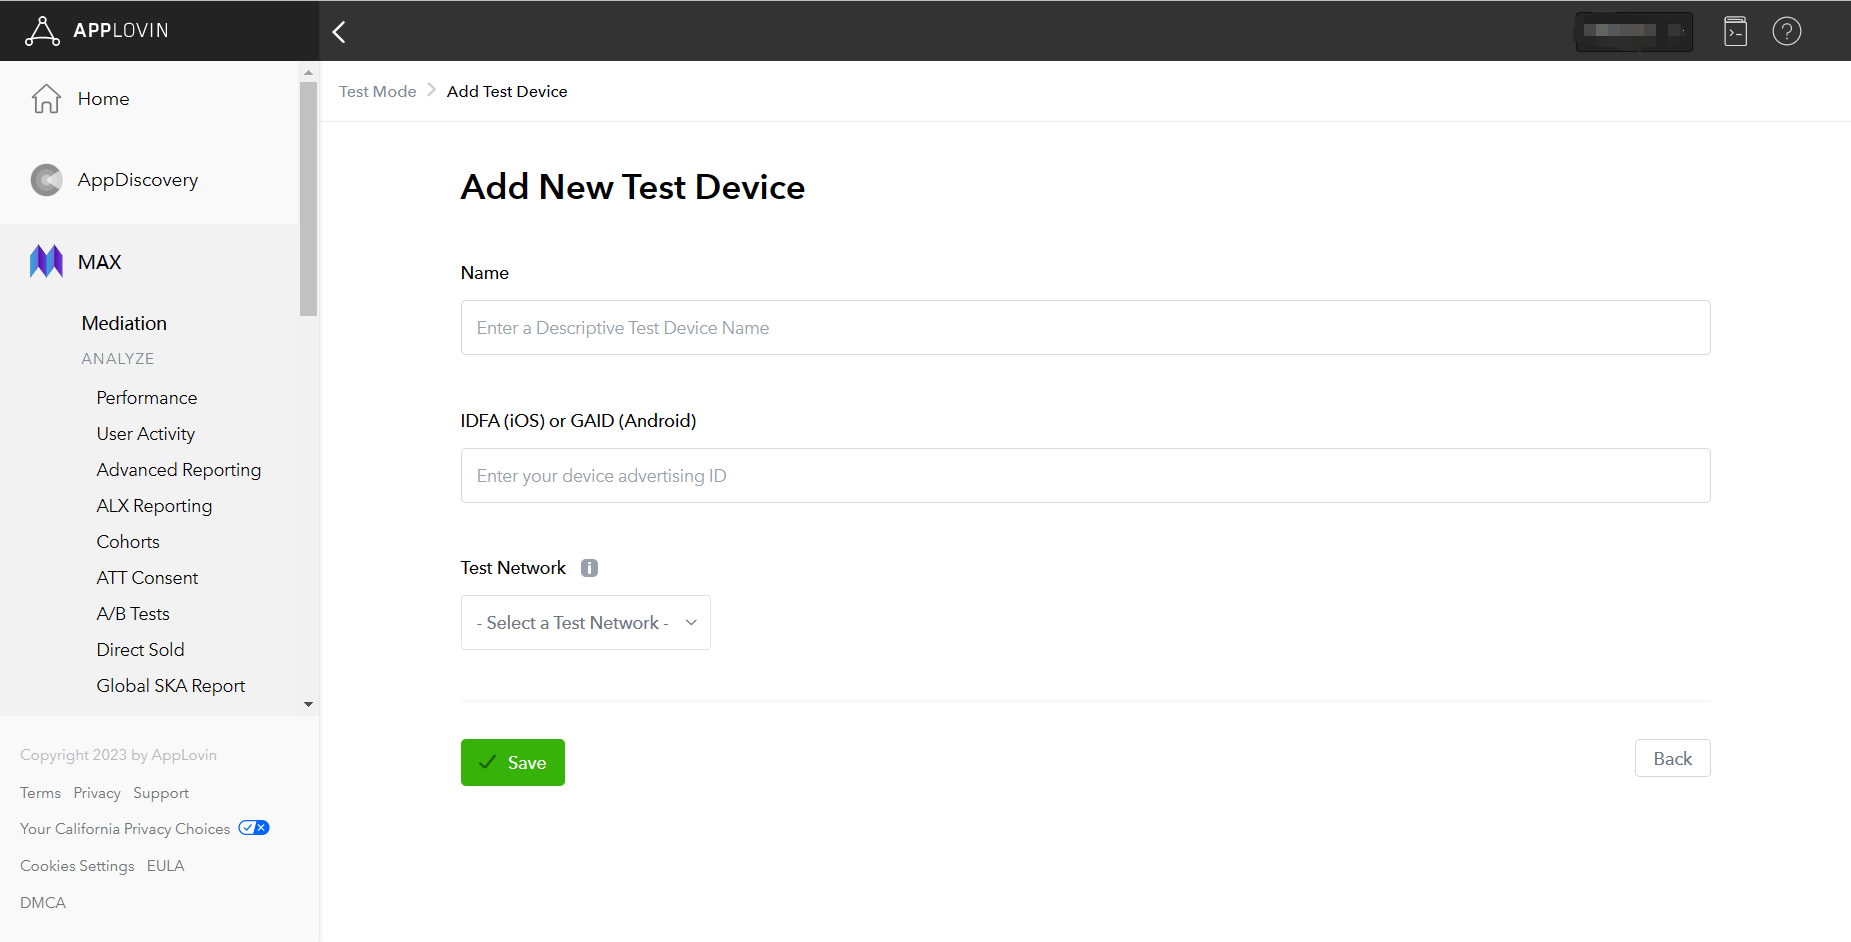 APPLOVIN
Home
AppDiscovery
MAX
Mediation
ANALYZE
Performance
User Activity
Advanced Reporting
ALX Reporting
Cohorts
ATT Consent
A/B Tests
Direct Sold
Global SKA Report
Copyright 2023 by AppLovin
Terms Privacy Support
Your California Privacy Choices
Cookies Settings EULA
DMCA
Test Mode Add Test Device
Add New Test Device
Name
Enter a Descriptive Test Device Name
IDFA (iOS) or GAID (Android)
Enter your device advertising ID
Test Network
- Select a Test Network -
Save
Back